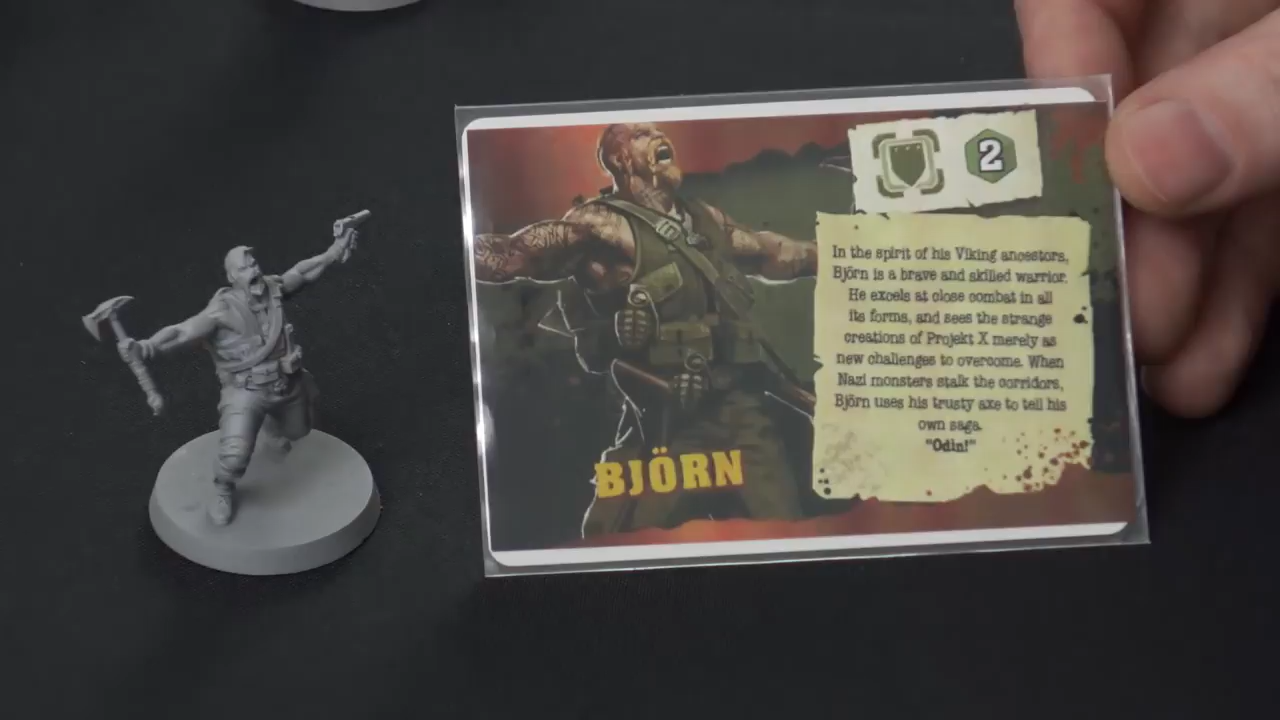 2
In the spirit of his Viking ancestors,
Björn is a brave and skilled warrior.
He excels at close combat in all
its forms, and sees the strange
creations of Projekt X merely as
new challenges to overcome. When
Nazi monsters stalk the corridors,
Björn uses his trusty axe to tell his
own saga.
"Odin!"
BJÖRN